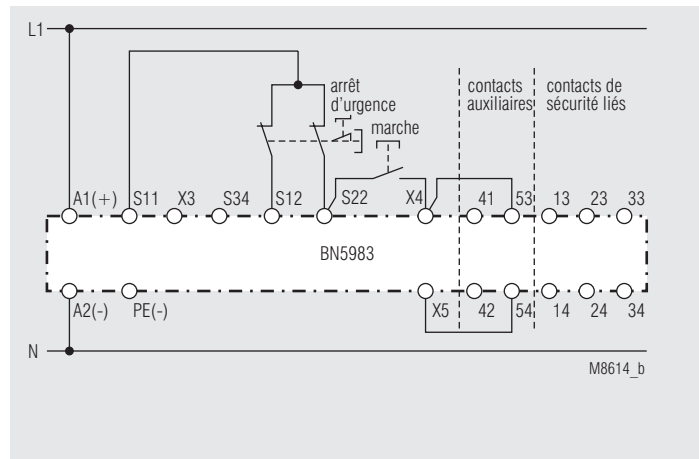 L1
arrêt
d'urgence
marche
contacts
auxiliaires
contacts de
sécurité liés
A1(+) S11 X3 S34 S12 S22 X4 41 53 13 23 33
BN5983
A2(-) PE(-) X5 42 54 14 24 34
N
M8614_b